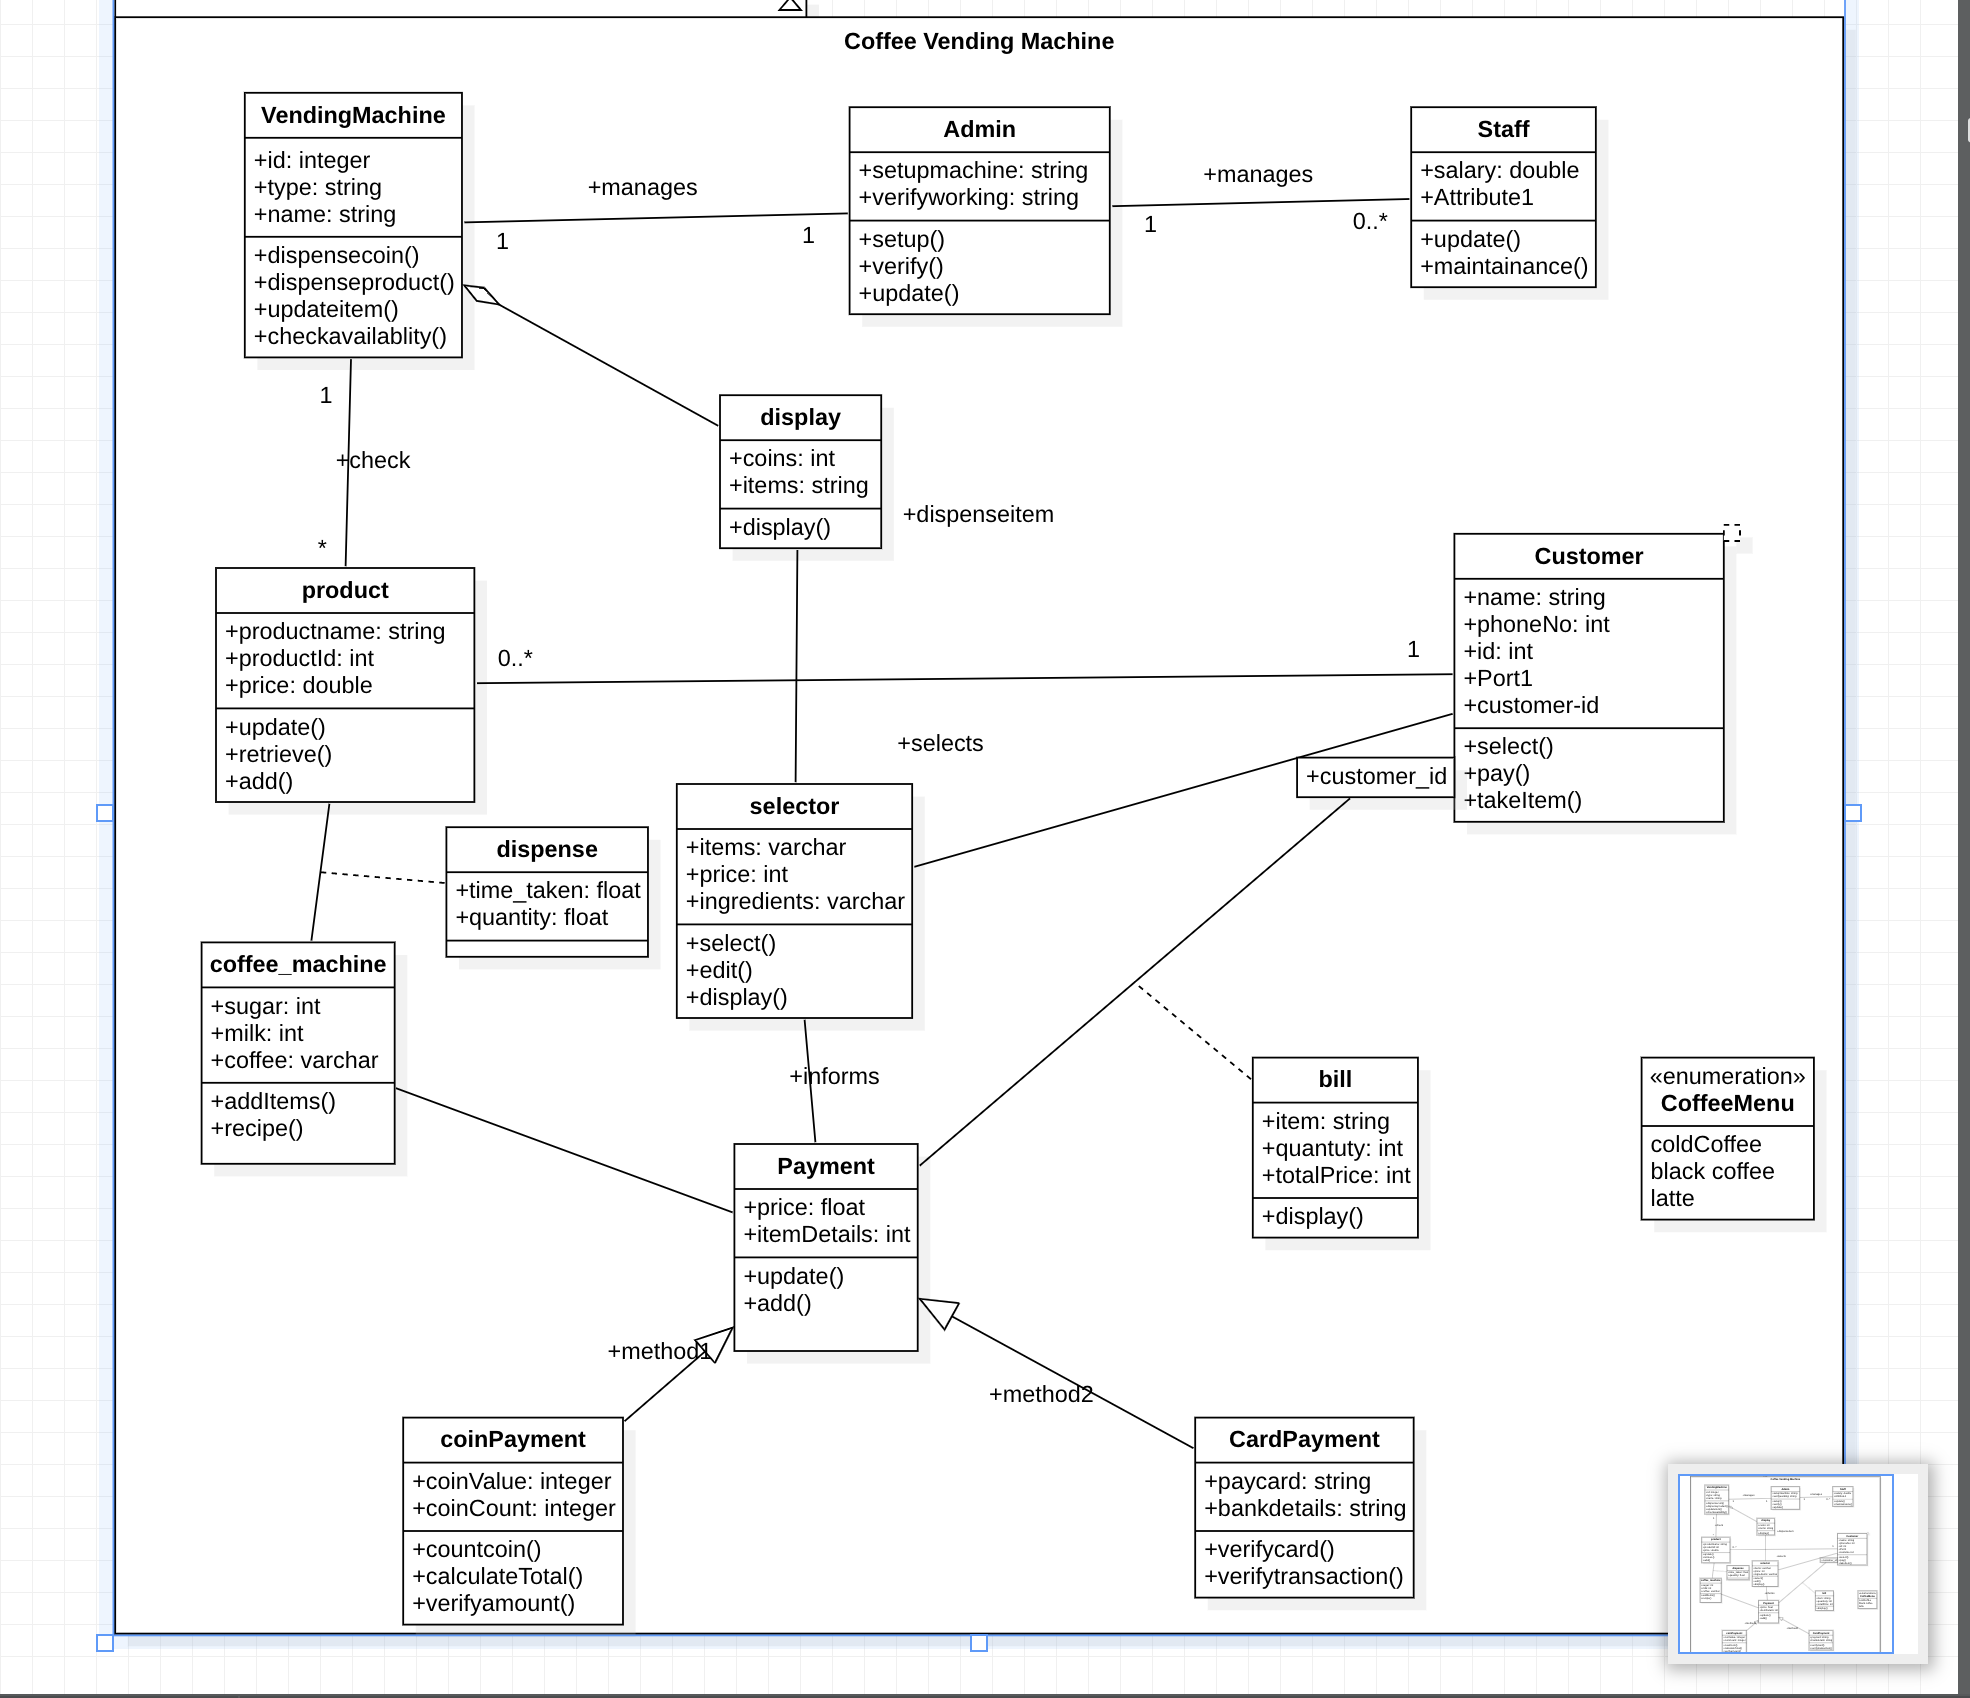 Coffee Vending Machine
VendingMachine
+id: integer
+type: string
+name: string
+dispensecoin()
+dispenseproduct()
+updateitem()
+checkavailablity()
+manages
1
1
Admin
+setupmachine: string
+verifyworking: string
+setup()
+verify()
+update()
+manages
1
0..*
Staff
+salary: double
+Attribute1
+update()
+maintainance()
1
+check
*
display
+coins: int
+items: string
+display()
+dispenseitem
product
+productname: string
+productId: int
+price: double
+update()
+retrieve()
+add()
0..*
1
Customer
+name: string
+phoneNo: int
+id: int
+Port1
+customer-id
+select()
+pay()
+takeItem()
+customer_id
+selects
dispense
+time_taken: float
+quantity: float
selector
+items: varchar
+price: int
+ingredients: varchar
+select()
+edit()
+display()
coffee_machine
+sugar: int
+milk: int
+coffee: varchar
+addItems()
+recipe()
+informs
bill
+item: string
+quantuty: int
+totalPrice: int
+display()
«enumeration»
CoffeeMenu
coldCoffee
black coffee
latte
Payment
+price: float
+itemDetails: int
+update()
+add()
+method1
+method2
coinPayment
+coinValue: integer
+coinCount: integer
+countcoin()
+calculateTotal()
+verifyamount()
CardPayment
+paycard: string
+bankdetails: string
+verifycard()
+verifytransaction()